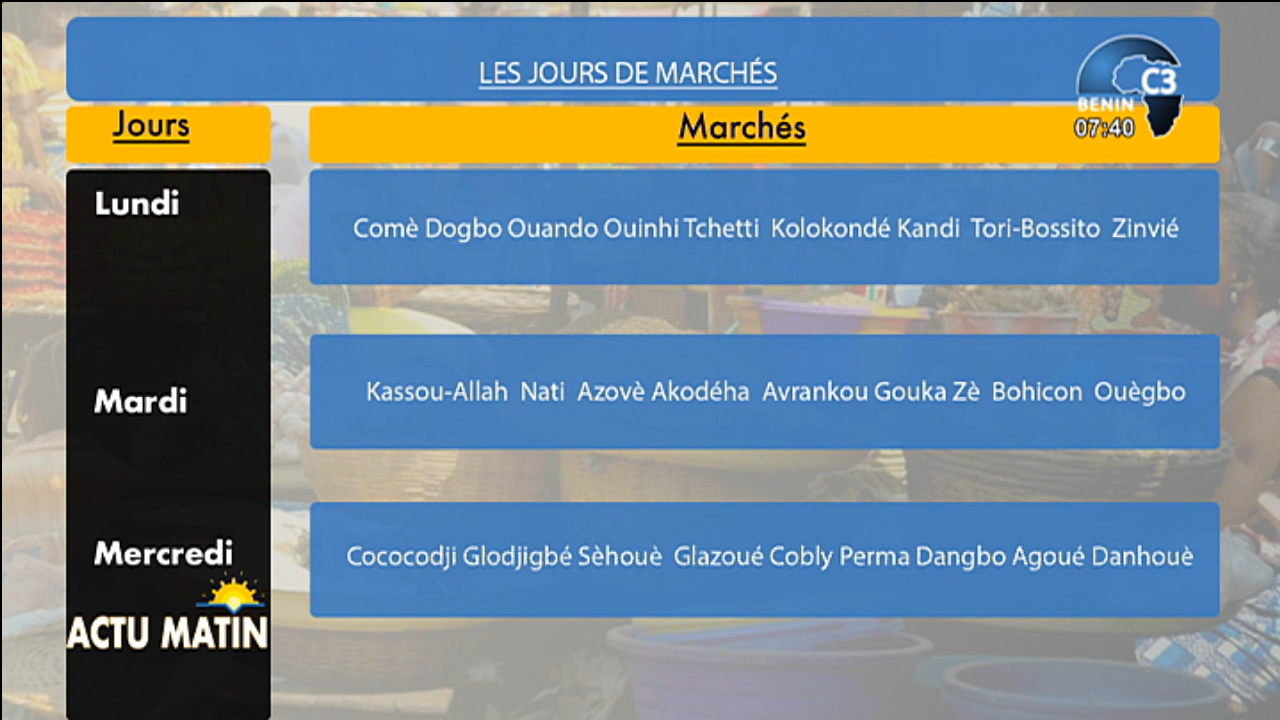 LES JOURS DE MARCHÉS
C3
BENIN
07:40
Jours
Marchés
Lundi
Comè Dogbo Ouando Ouinhi Tchetti Kolokondé Kandi Tori-Bossito Zinvié
Mardi
Kassou-Allah Nati Azovè Akodéha Avrankou Gouka Zè Bohicon Ouègbo
Mercredi
Cococodji Glodjigbé Sèhouè Glazoué Cobly Perma Dangbo Agoué Danhouè
ACTU MATIN